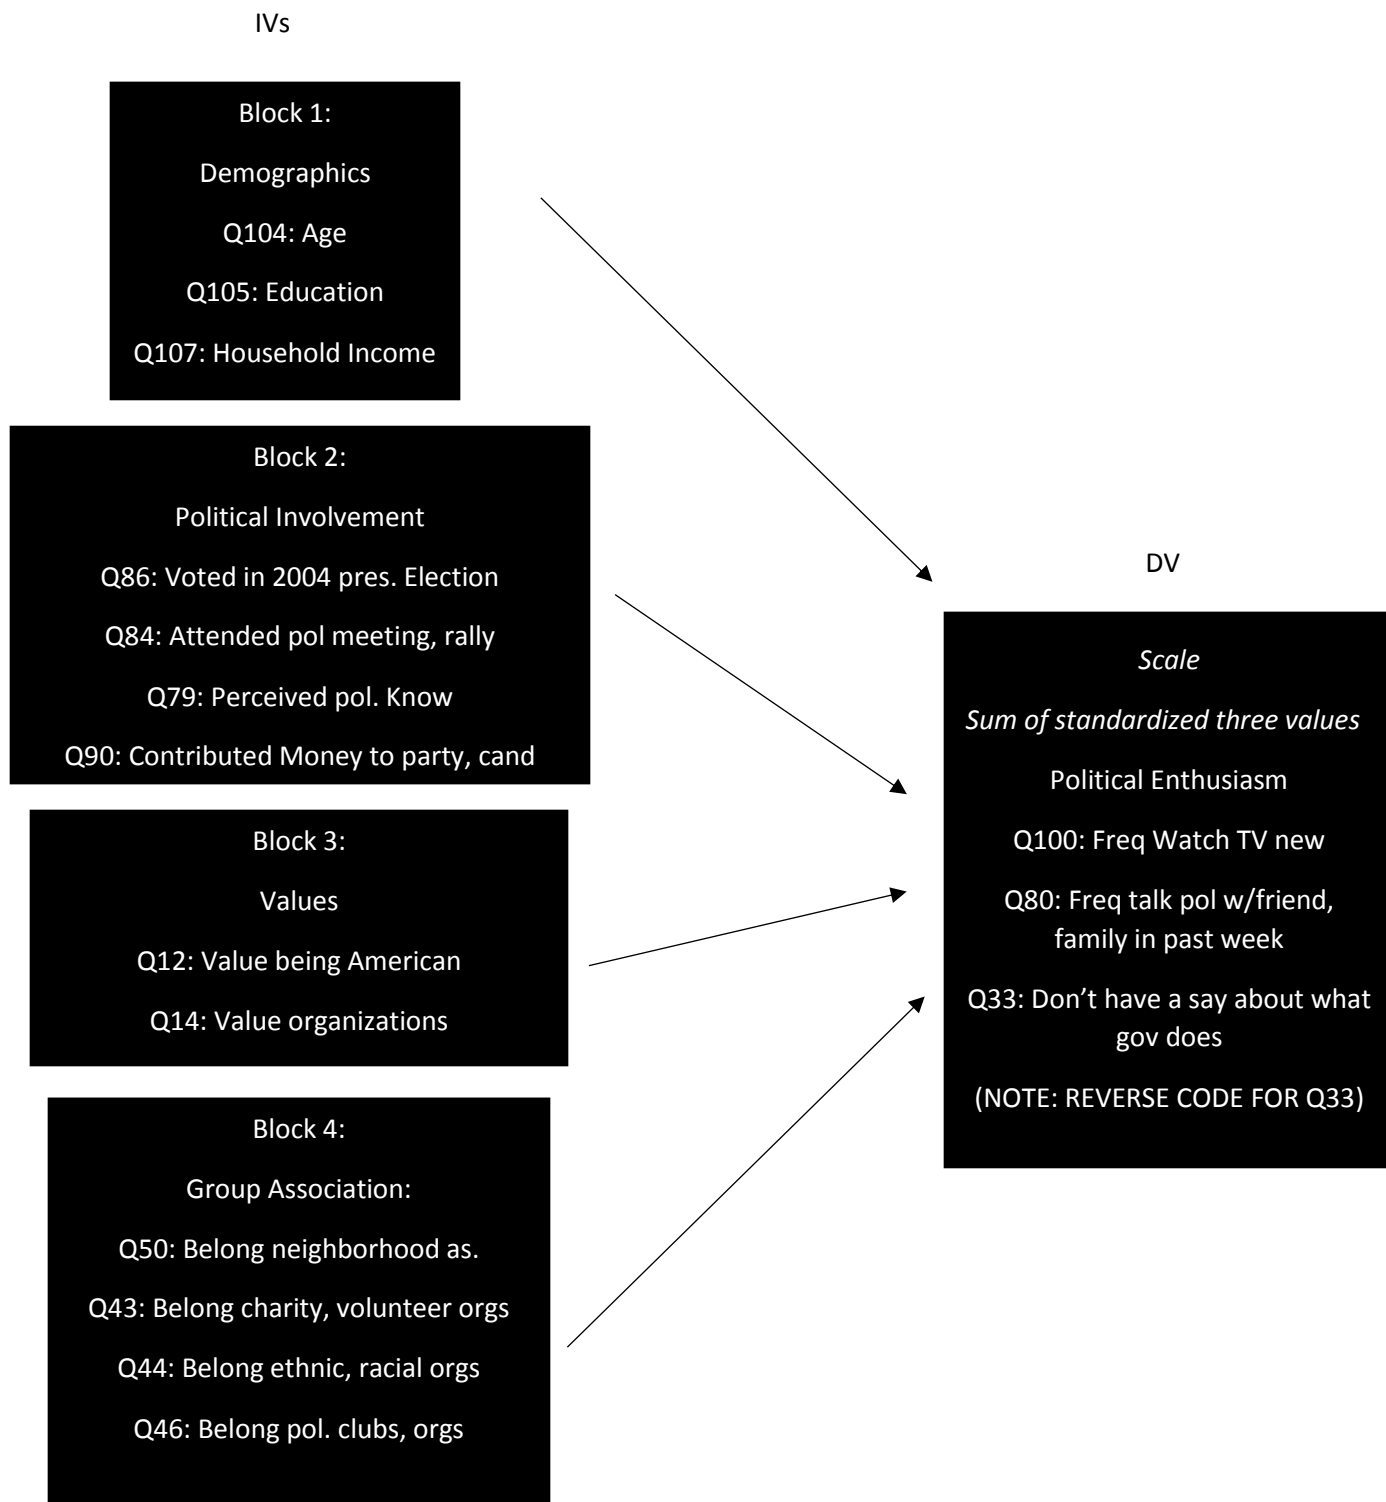 IVs
Block 1:
Demographics
Q104: Age
Q105: Education
Q107: Household Income
Block 2:
Political Involvement
Q86: Voted in 2004 pres. Election
Q84: Attended pol meeting, rally
Q79: Perceived pol. Know
Q90: Contributed Money to party, cand
Block 3:
Values
Q12: Value being American
Q14: Value organizations
Block 4:
Group Association:
Q50: Belong neighborhood as.
Q43: Belong charity, volunteer orgs
Q44: Belong ethnic, racial orgs
Q46: Belong pol. clubs, orgs
DV
Scale
Sum of standardized three values
Political Enthusiasm
Q100: Freq Watch TV new
Q80: Freq talk pol w/friend,
family in past week
Q33: Don’t have a say about what
gov does
(NOTE: REVERSE CODE FOR Q33)